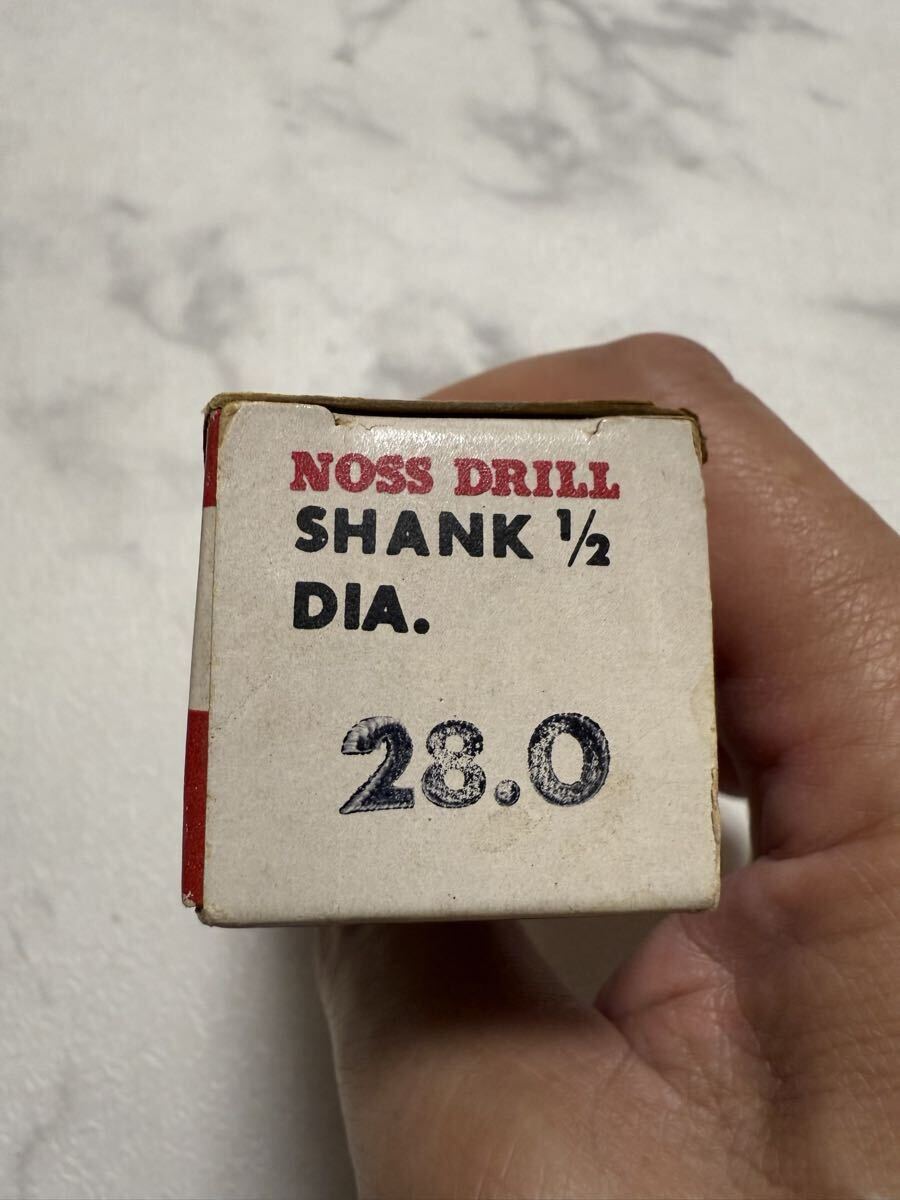 NOSS DRILL
SHANK 1/2
DIA.
28.0